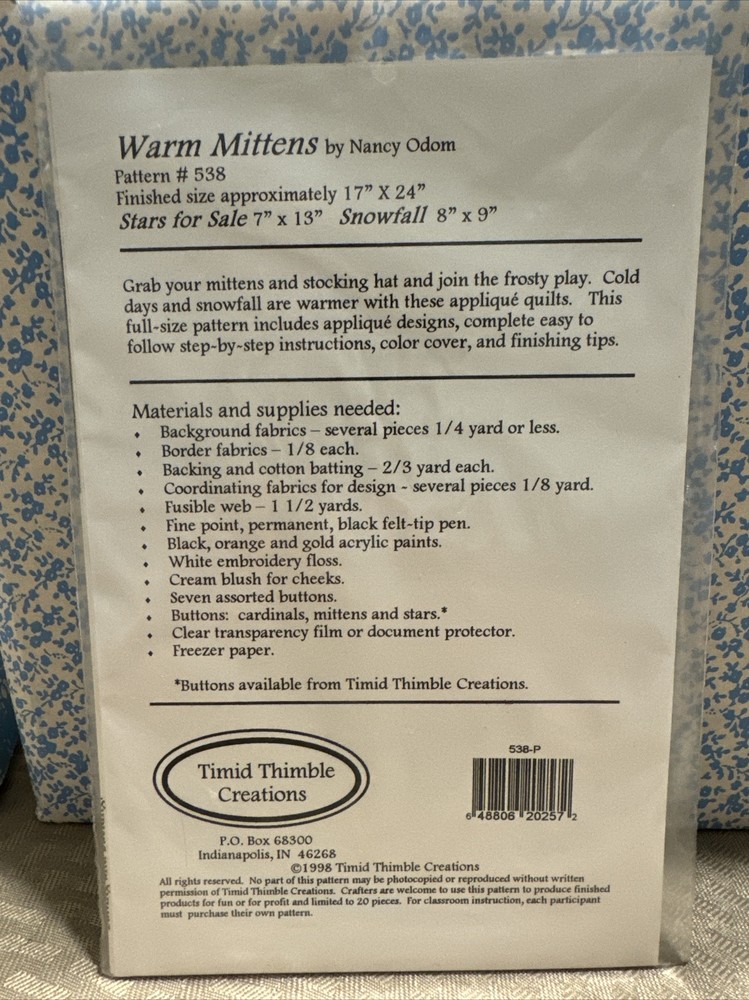 Warm Mittens by Nancy Odom
Pattern # 538
Finished size approximately 17” X 24”
Stars for Sale 7” x 13” Snowfall 8” x 9”
Grab your mittens and stocking hat and join the frosty play. Cold
days and snowfall are warmer with these appliqué quilts. This
full-size pattern includes appliqué designs, complete easy to
follow step-by-step instructions, color cover, and finishing tips.
Materials and supplies needed:
• Background fabrics – several pieces 1/4 yard or less.
• Border fabrics – 1/8 each.
• Backing and cotton batting – 2/3 yard each.
• Coordinating fabrics for design - several pieces 1/8 yard.
• Fusible web – 1 1/2 yards.
• Fine point, permanent, black felt-tip pen.
• Black, orange and gold acrylic paints.
• White embroidery floss.
• Cream blush for cheeks.
• Seven assorted buttons.
• Buttons: cardinals, mittens and stars.*
• Clear transparency film or document protector.
• Freezer paper.
*Buttons available from Timid Thimble Creations.
Timid Thimble
Creations
538-P
6 48806 20257 2
P.O. Box 68300
Indianapolis, IN 46268
©1998 Timid Thimble Creations
All rights reserved. No part of this pattern may be photocopied or reproduced without written
permission of Timid Thimble Creations. Crafters are welcome to use this pattern to produce finished
products for fun or for profit and limited to 20 pieces. For classroom instruction, each participant
must purchase their own pattern.